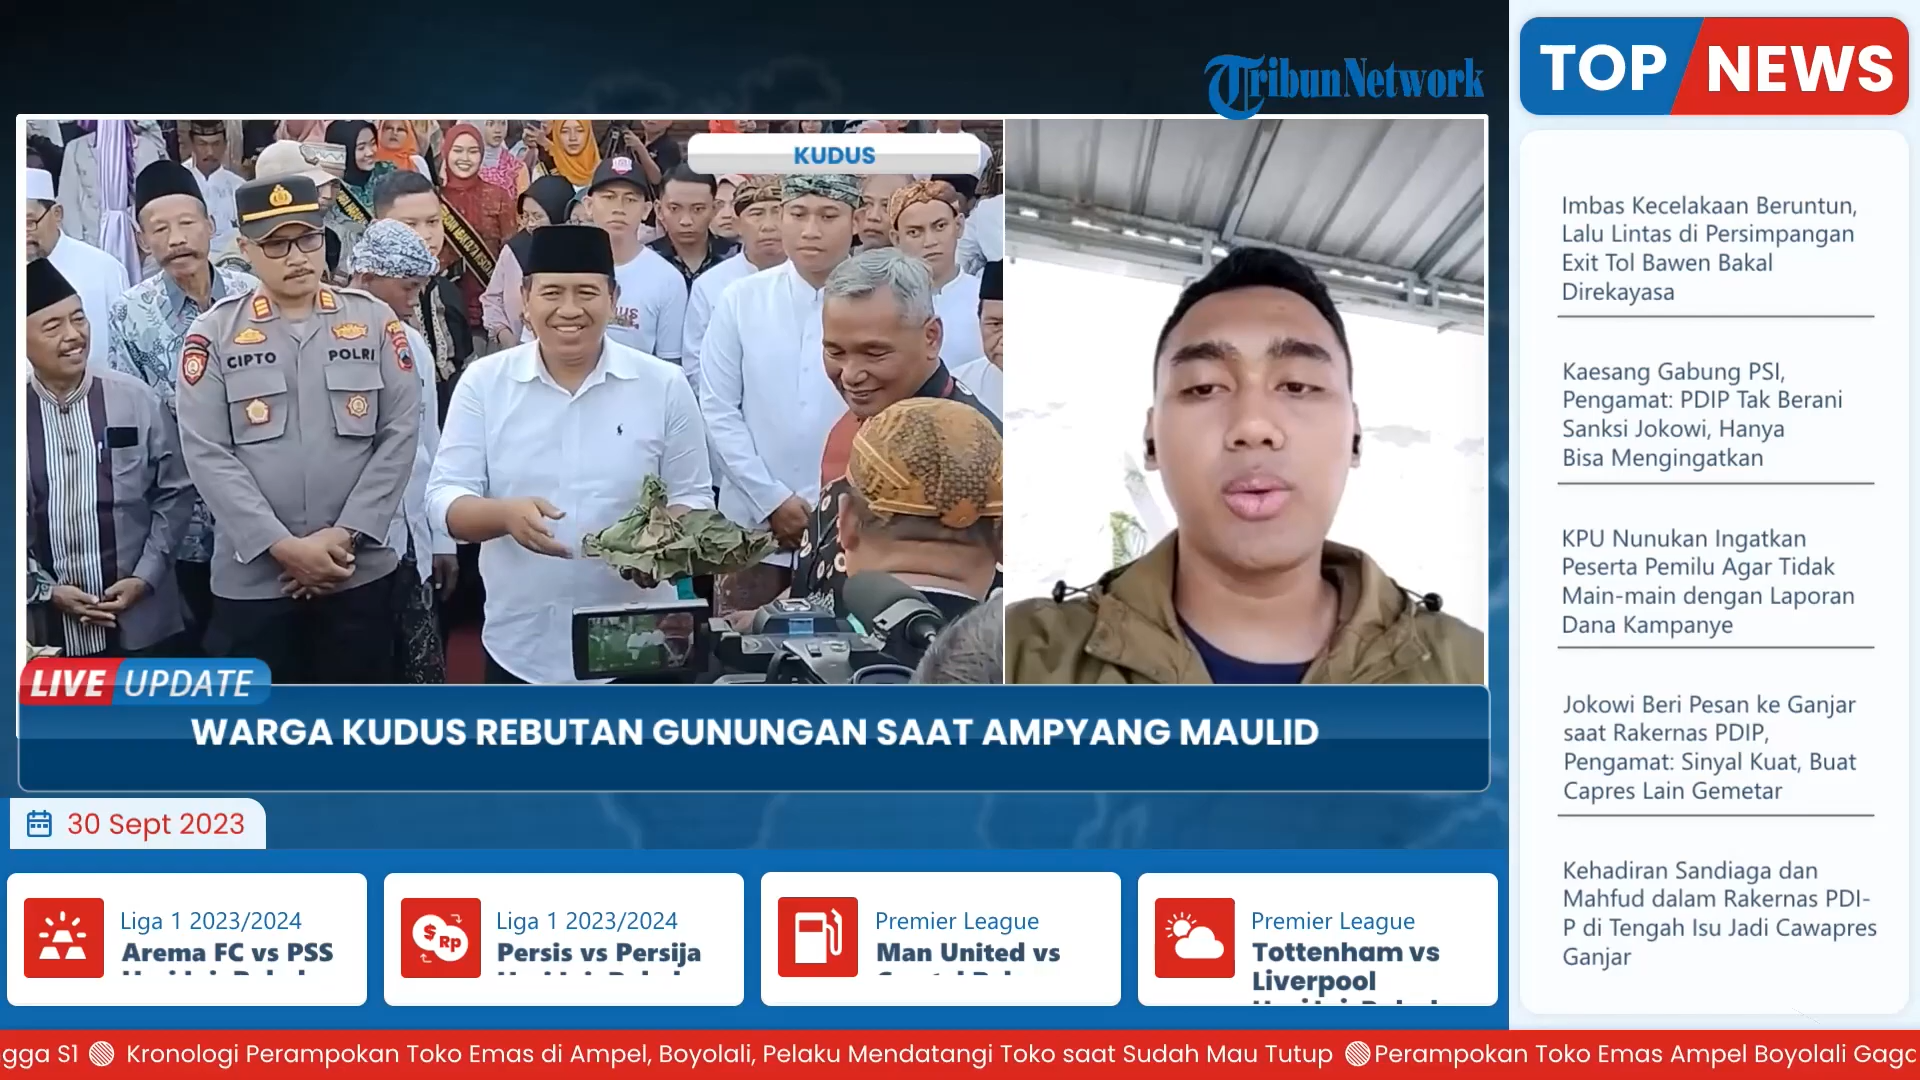 TribunNetwork
KUDUS
CIPTO
POLRI
LIVE UPDATE
WARGA KUDUS REBUTAN GUNUNGAN SAAT AMPYANG MAULID
30 Sept 2023
Liga 1 2023/2024
Arema FC vs PSS
Liga 1 2023/2024
Persis vs Persija
Premier League
Man United vs
Premier League
Tottenham vs
Liverpool
TOP NEWS
Imbas Kecelakaan Beruntun,
Lalu Lintas di Persimpangan
Exit Tol Bawen Bakal
Direkayasa
Kaesang Gabung PSI,
Pengamat: PDIP Tak Berani
Sanksi Jokowi, Hanya
Bisa Mengingatkan
KPU Nunukan Ingatkan
Peserta Pemilu Agar Tidak
Main-main dengan Laporan
Dana Kampanye
Jokowi Beri Pesan ke Ganjar
saat Rakernas PDIP,
Pengamat: Sinyal Kuat, Buat
Capres Lain Gemetar
Kehadiran Sandiaga dan
Mahfud dalam Rakernas PDI-
P di Tengah Isu Jadi Cawapres
Ganjar
ngga S1 Kronologi Perampokan Toko Emas di Ampel, Boyolali, Pelaku Mendatangi Toko saat Sudah Mau Tutup Perampokan Toko Emas Ampel Boyolali Gaga